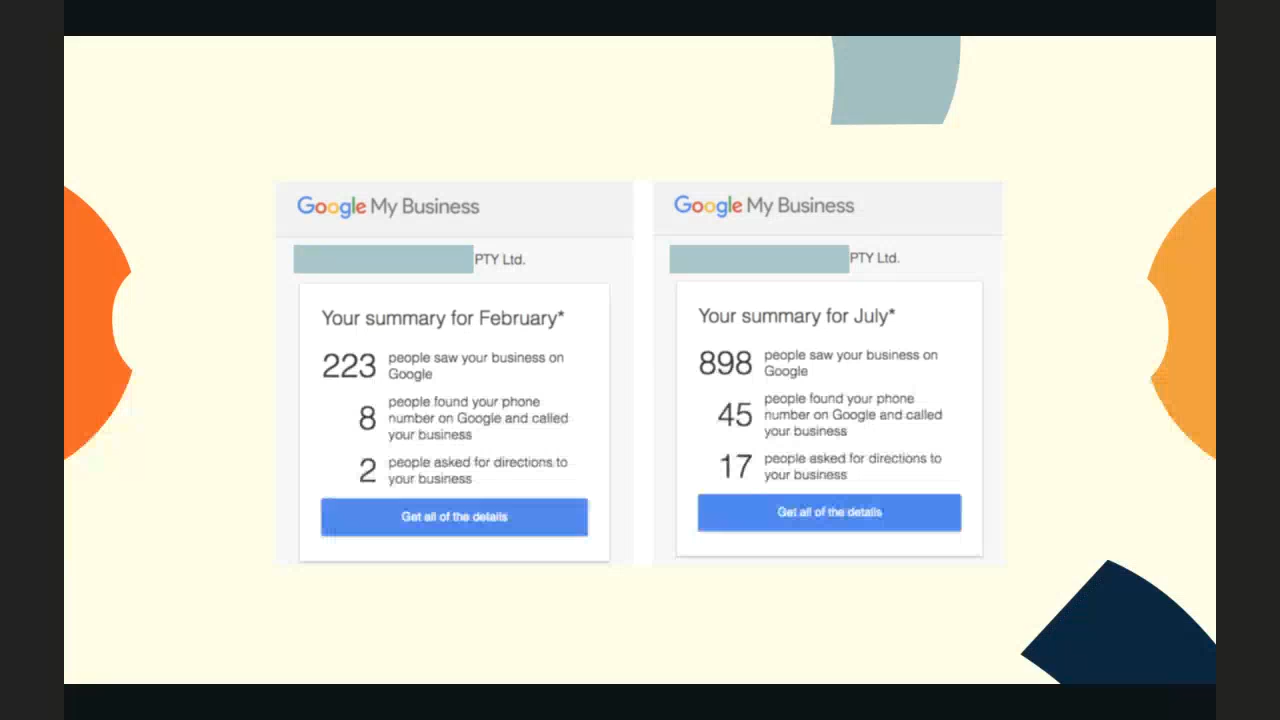 Google My Business
PTY Ltd.
Your summary for February*
223 people saw your business on
Google
8 people found your phone
number on Google and called
your business
2 people asked for directions to
your business
Get all of the details
Google My Business
PTY Ltd.
Your summary for July*
898 people saw your business on
Google
45 people found your phone
number on Google and called
your business
17 people asked for directions to
your business
Get all of the details